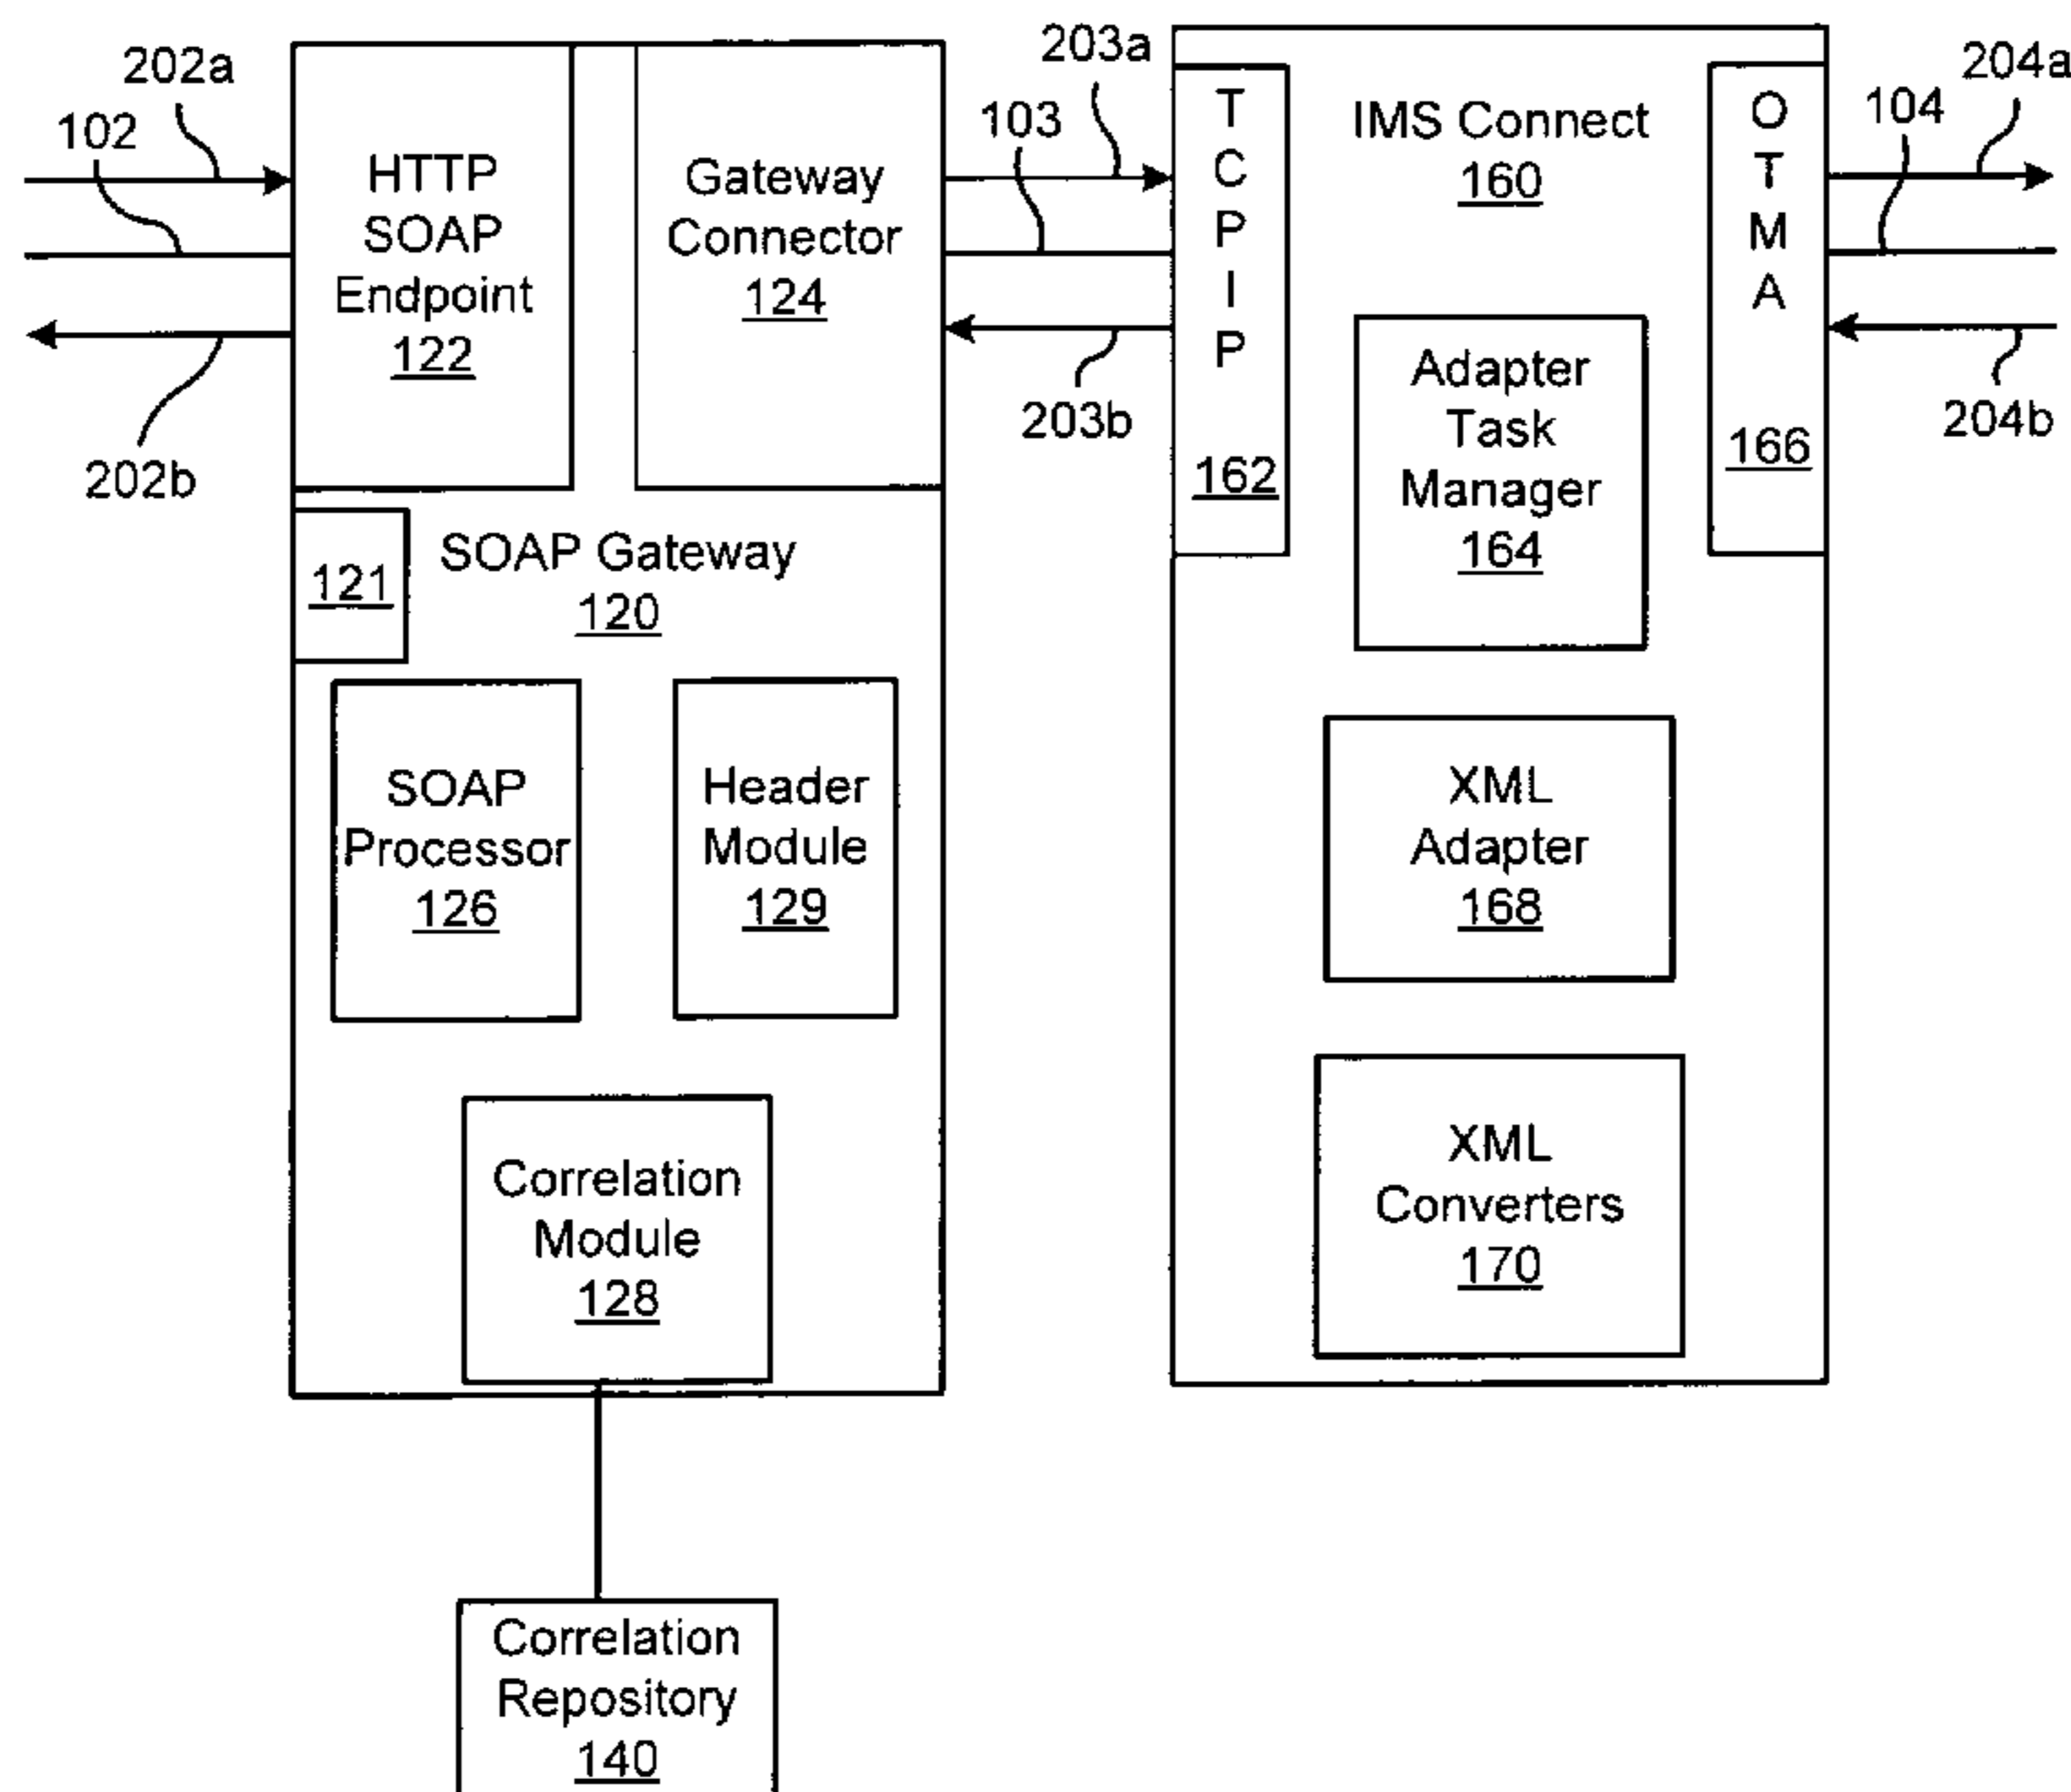 202a
102
202b
HTTP
SOAP
Endpoint
122
Gateway
Connector
124
121
SOAP Gateway
120
SOAP
Processor
126
Header
Module
129
Correlation
Module
128
Correlation
Repository
140
203a
103
203b
T
C
P
I
P
162
IMS Connect
160
Adapter
Task
Manager
164
XML
Adapter
168
XML
Converters
170
O
T
M
A
166
204a
104
204b